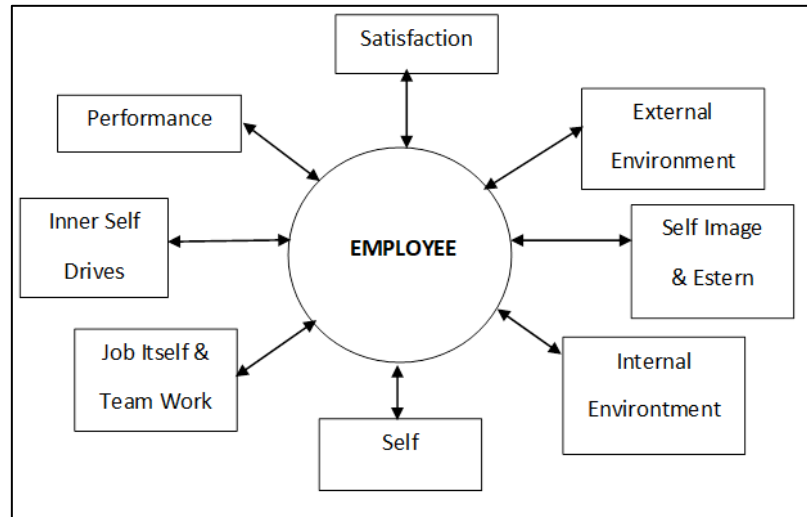 Satisfaction
Performance
External
Environment
Inner Self
Drives
EMPLOYEE
Self Image
& Estern
Job Itself &
Team Work
Internal
Environtment
Self